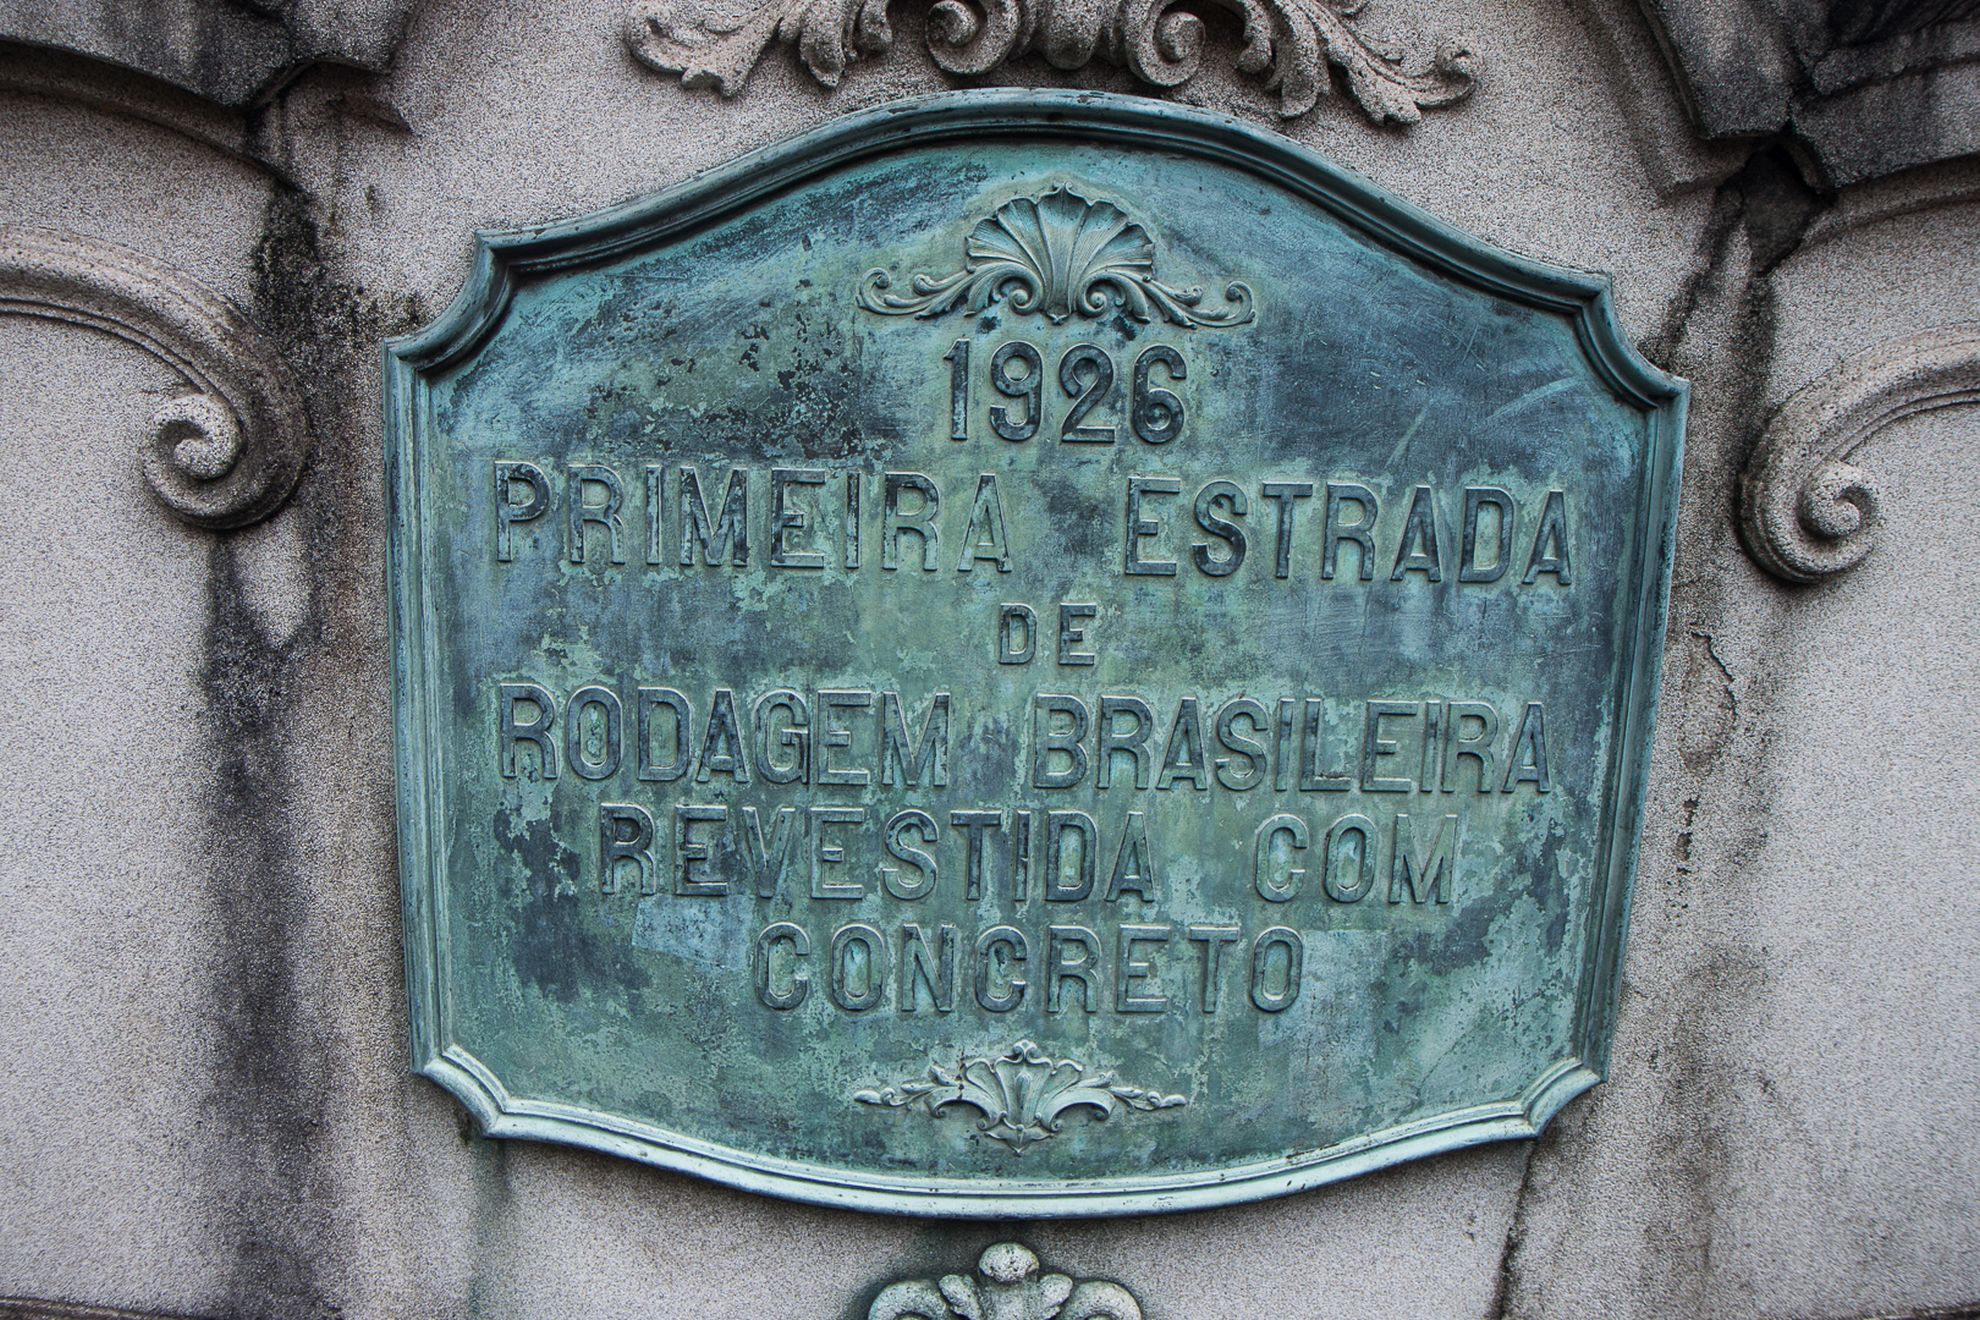 1926
PRIMEIRA ESTRADA
DE
RODAGEM BRASILEIRA
REVESTIDA COM
CONCRETO